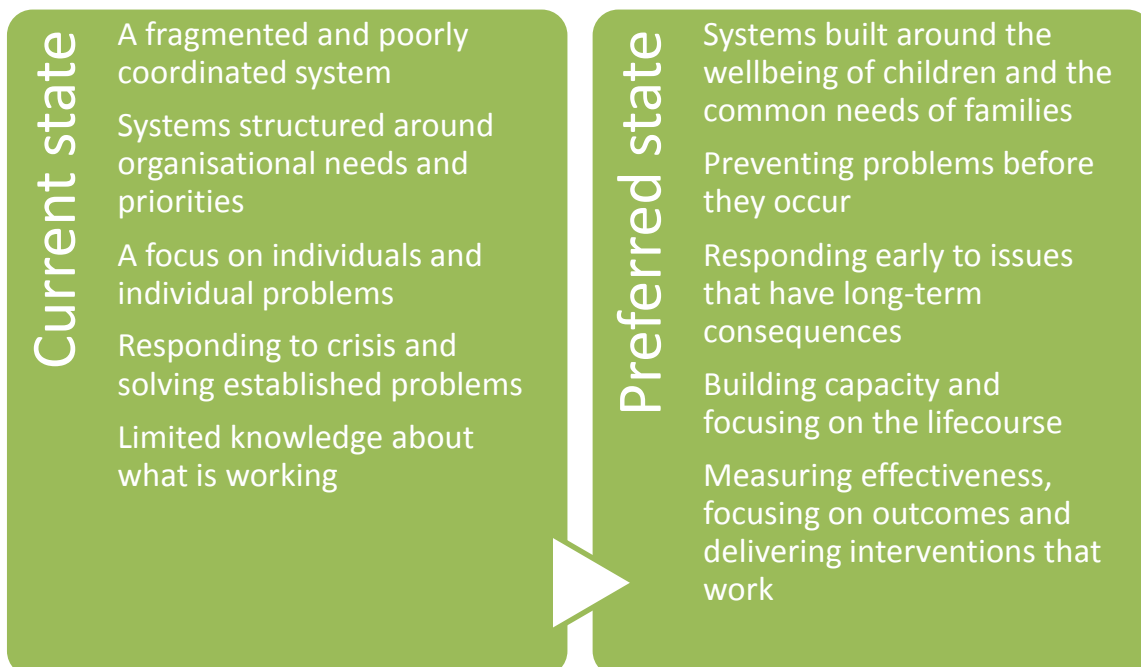 Current state
A fragmented and poorly
coordinated system
Systems structured around
organisational needs and
priorities
A focus on individuals and
individual problems
Responding to crisis and
solving established problems
Limited knowledge about
what is working
Preferred state
Systems built around the
wellbeing of children and the
common needs of families
Preventing problems before
they occur
Responding early to issues
that have long-term
consequences
Building capacity and
focusing on the lifecourse
Measuring effectiveness,
focusing on outcomes and
delivering interventions that
work